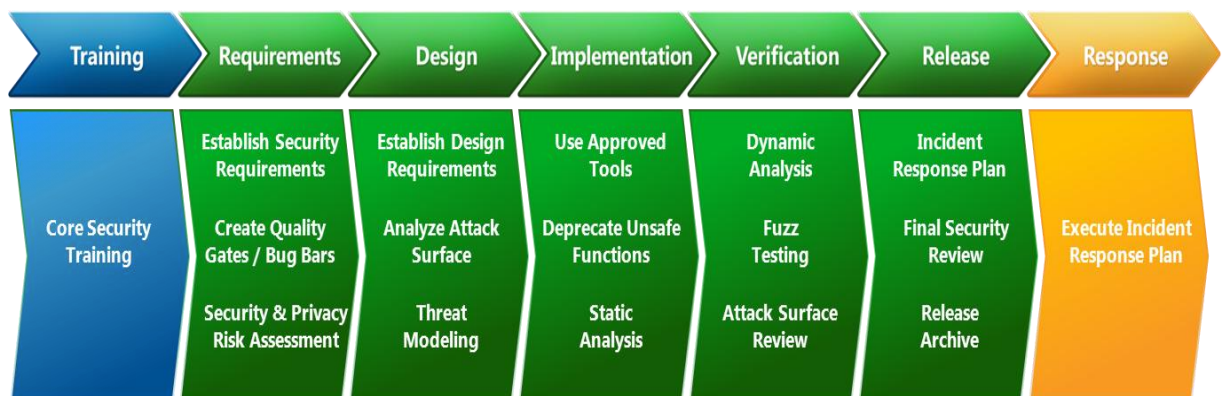 Training
Requirements
Design
Implementation
Verification
Release
Response
Core Security
Training
Establish Security
Requirements
Create Quality
Gates / Bug Bars
Security & Privacy
Risk Assessment
Establish Design
Requirements
Analyze Attack
Surface
Threat
Modeling
Use Approved
Tools
Deprecate Unsafe
Functions
Static
Analysis
Dynamic
Analysis
Fuzz
Testing
Attack Surface
Review
Incident
Response Plan
Final Security
Review
Release
Archive
Execute Incident
Response Plan